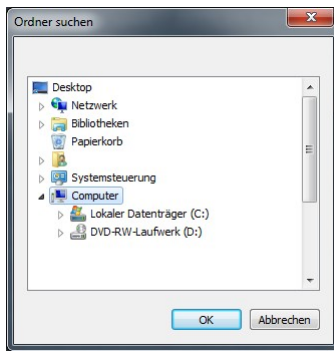 Ordner suchen
Desktop
Netzwerk
Bibliotheken
Papierkorb
Systemsteuerung
Computer
Lokaler Datenträger (C:)
DVD-RW-Laufwerk (D:)
OK Abbrechen